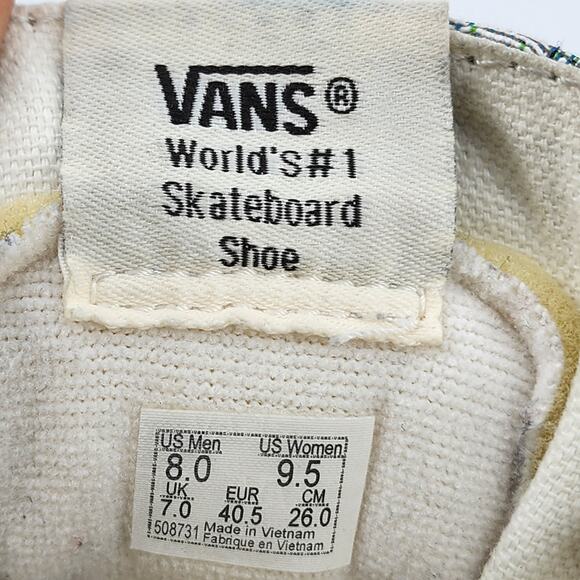 VANS®
World's#1
Skateboard
Shoe
US Men US Women
8.0 9.5
UK EUR CM
7.0 40.5 26.0
508731 Made in Vietnam
Fabrique en Vietnam